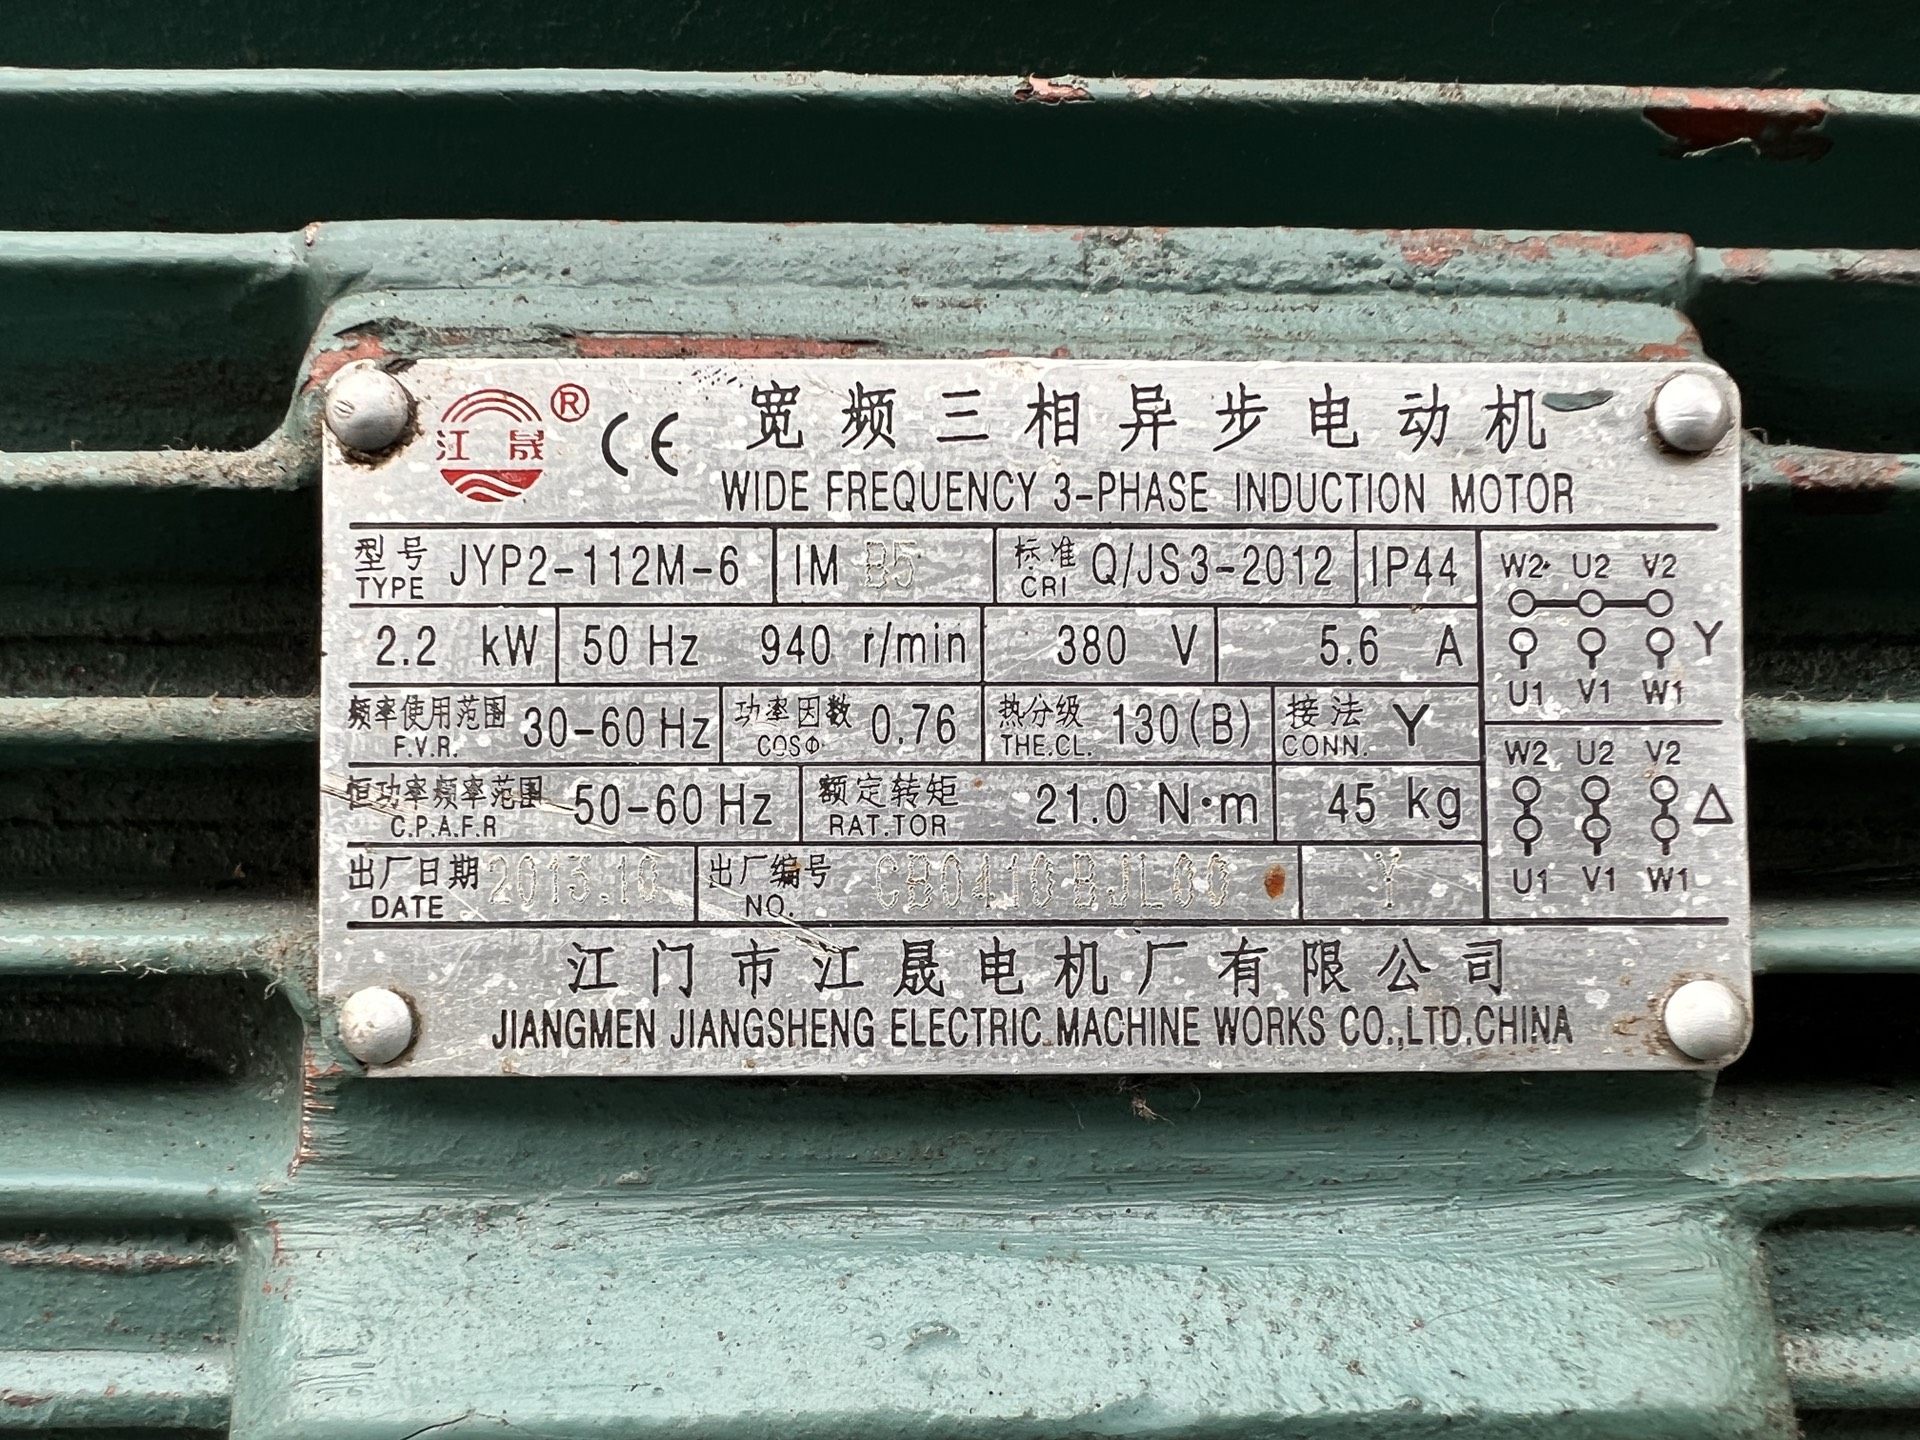 江晟 ® CE 宽频三相异步电动机
WIDE FREQUENCY 3-PHASE INDUCTION MOTOR
型号 TYPE JYP2-112M-6 IM B5 标准 CRI Q/JS3-2012 IP44
2.2 kW 50 Hz 940 r/min 380 V 5.6 A
频率使用范围 F.V.R. 30-60 Hz 功率因数 COSΦ 0.76 热分级 THE.CL. 130(B) 接法 CONN. Y
恒功率频率范围 C.P.A.F.R 50-60 Hz 额定转矩 RAT.TOR 21.0 N·m 45 kg
出厂日期 DATE 2013.10 出厂编号 NO. CB0410BJL00 Y
W2 U2 V2
Y
U1 V1 W1
W2 U2 V2
△
U1 V1 W1
江门市江晟电机厂有限公司
JIANGMEN JIANGSHENG ELECTRIC MACHINE WORKS CO.,LTD.CHINA